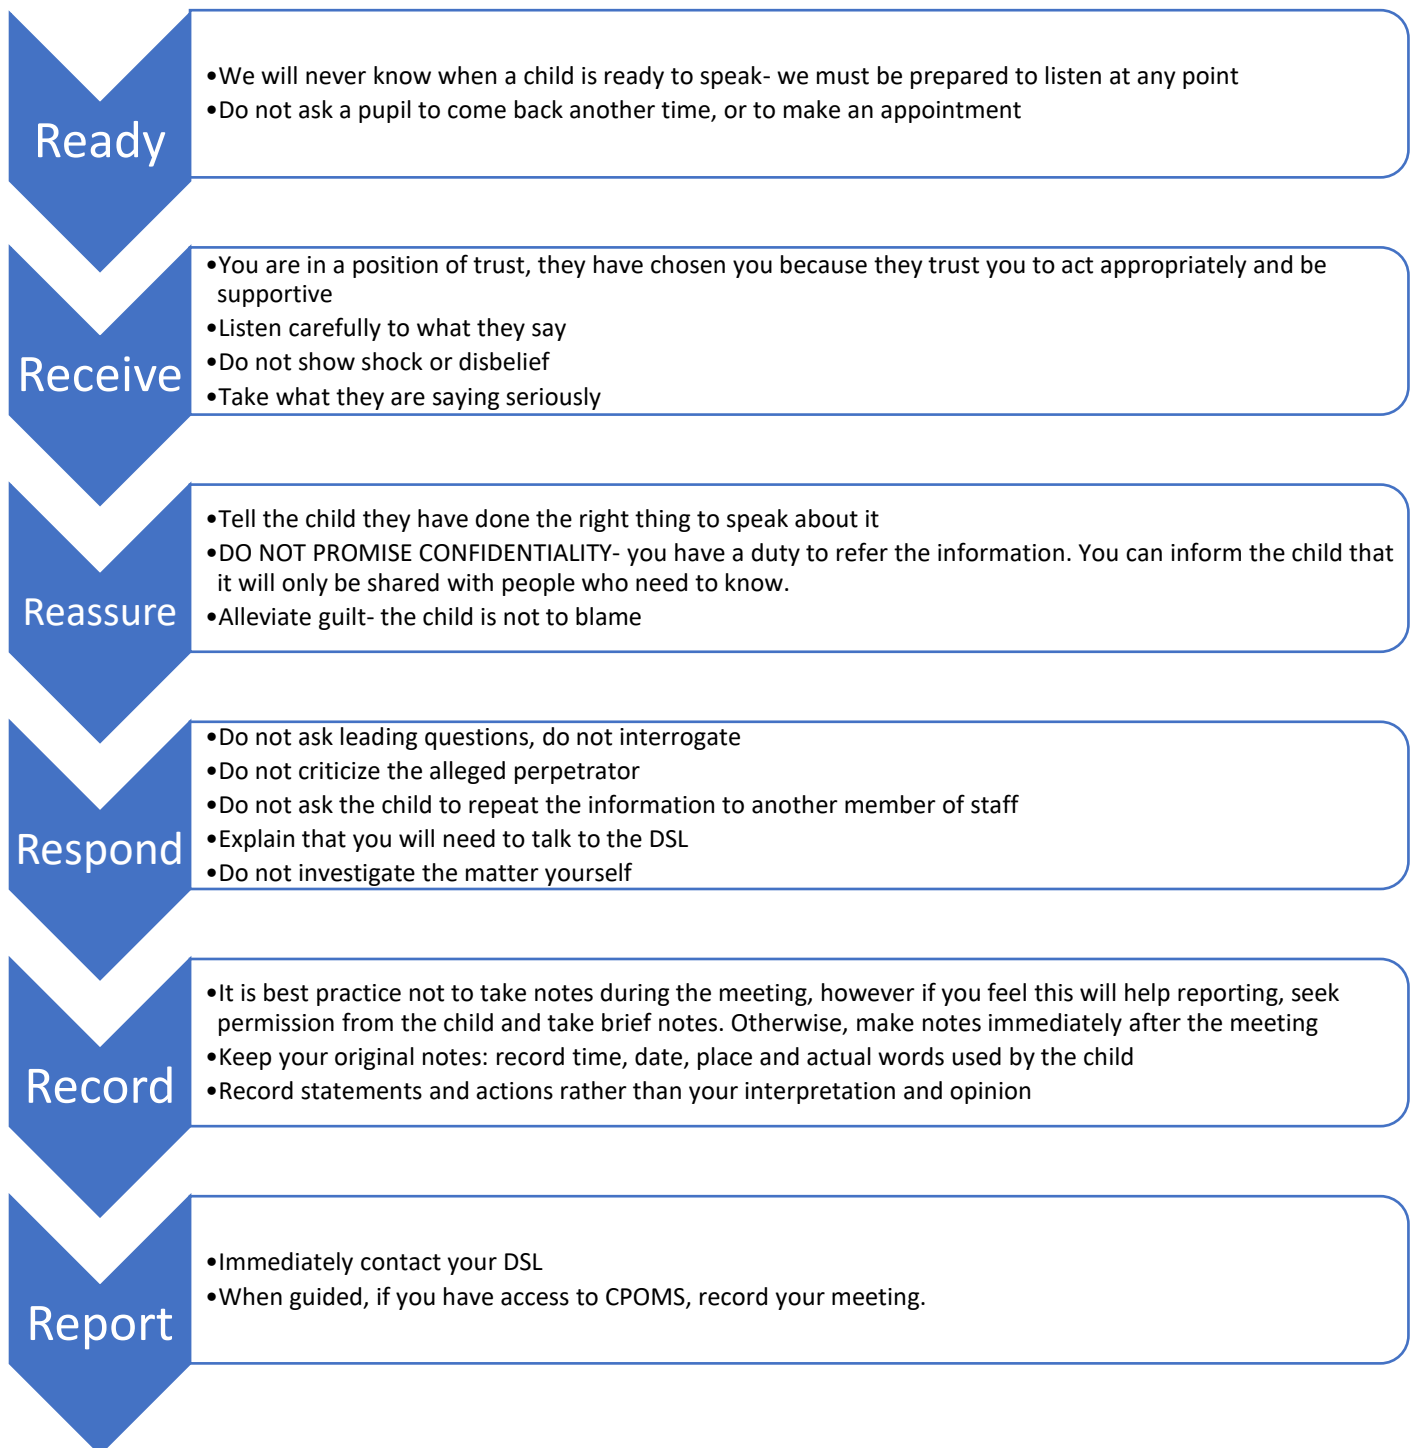 Ready
•We will never know when a child is ready to speak- we must be prepared to listen at any point
•Do not ask a pupil to come back another time, or to make an appointment
Receive
•You are in a position of trust, they have chosen you because they trust you to act appropriately and be
supportive
•Listen carefully to what they say
•Do not show shock or disbelief
•Take what they are saying seriously
Reassure
•Tell the child they have done the right thing to speak about it
•DO NOT PROMISE CONFIDENTIALITY- you have a duty to refer the information. You can inform the child that
it will only be shared with people who need to know.
•Alleviate guilt- the child is not to blame
Respond
•Do not ask leading questions, do not interrogate
•Do not criticize the alleged perpetrator
•Do not ask the child to repeat the information to another member of staff
•Explain that you will need to talk to the DSL
•Do not investigate the matter yourself
Record
•It is best practice not to take notes during the meeting, however if you feel this will help reporting, seek
permission from the child and take brief notes. Otherwise, make notes immediately after the meeting
•Keep your original notes: record time, date, place and actual words used by the child
•Record statements and actions rather than your interpretation and opinion
Report
•Immediately contact your DSL
•When guided, if you have access to CPOMS, record your meeting.